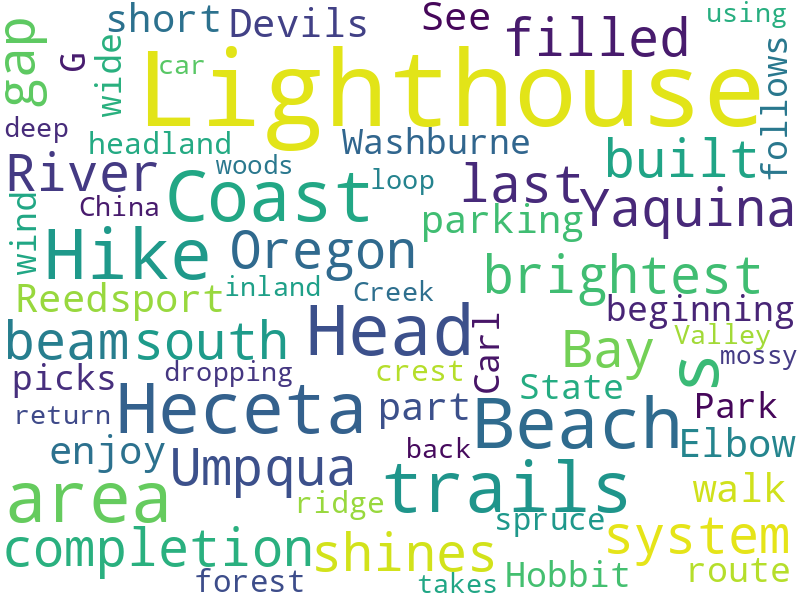 short Devils See using
gap G wide car Lighthouse filled follows
deep headland Washburne
River woods Coast loop last built
China parking Yaquina
wind Hike Oregon brightest
Reedsport inland Creek beginning
beam south Head Carl Bay Valley
picks dropping crest State s mossy
return Heceta part Beach Park
enjoy Umpqua back Elbow
area ridge trails walk
completion shines spruce system
forest takes Hobbit route